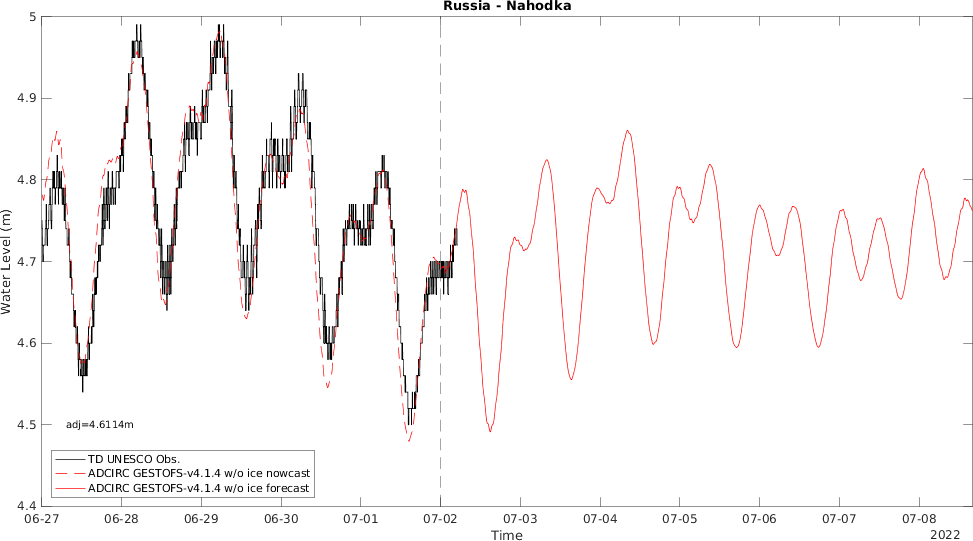 Russia - Nahodka
5
4.9
4.8
4.7
4.6
4.5
4.4
Water Level (m)
adj=4.6114m
TD UNESCO Obs.
ADCIRC GESTOFS-v4.1.4 w/o ice nowcast
ADCIRC GESTOFS-v4.1.4 w/o ice forecast
06-27 06-28 06-29 06-30 07-01 07-02 07-03 07-04 07-05 07-06 07-07 07-08
Time
2022